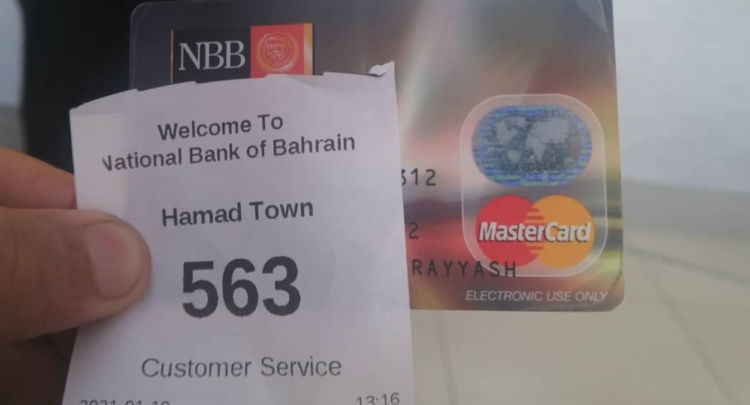 NBB
Welcome To
National Bank of Bahrain
Hamad Town
563
Customer Service
13:16
312
2
RAYYASH
MasterCard
ELECTRONIC USE ONLY